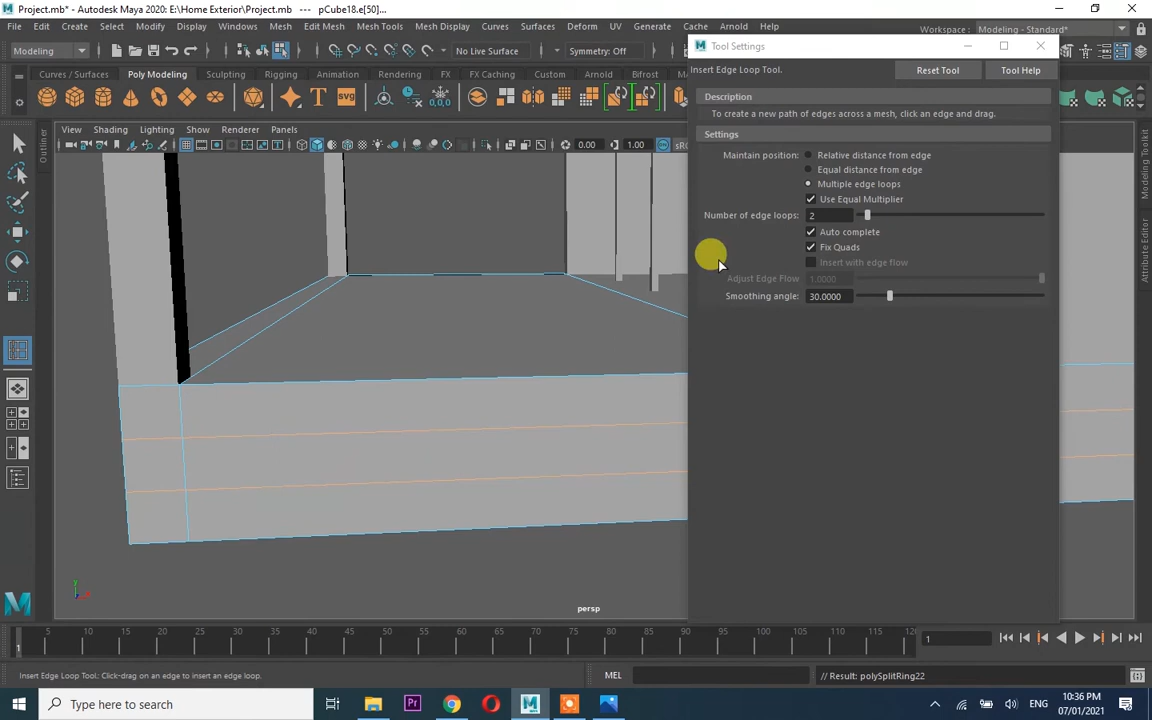 Project.mb* - Autodesk Maya 2020: E:\Home Exterior\Project.mb --- pCube18.e[50]...
File Edit Create Select Modify Display Windows Mesh Edit Mesh Mesh Tools Mesh Display Curves Surfaces Deform UV Generate Cache Arnold Help
Workspace: Modeling - Standard*
Modeling
No Live Surface
Symmetry: Off
Tool Settings
Curves / Surfaces Poly Modeling Sculpting Rigging Animation Rendering FX FX Caching Custom Arnold Bifrost
Insert Edge Loop Tool.
Reset Tool
Tool Help
Description
To create a new path of edges across a mesh, click an edge and drag.
Settings
View Shading Lighting Show Renderer Panels
0.00
1.00
Maintain position: Relative distance from edge
Equal distance from edge
Multiple edge loops
Use Equal Multiplier
Number of edge loops: 2
Auto complete
Fix Quads
Insert with edge flow
Adjust Edge Flow 1.0000
Smoothing angle: 30.0000
Outliner
Modeling Toolkit
Attribute Editor
y
persp
5 10 15 20 25 30 35 40 45 50 55 60 65 70 75 80 85 90 95 100 105 110 115 120
1
1
Insert Edge Loop Tool: Click-drag on an edge to insert an edge loop.
MEL
// Result: polySplitRing22
Type here to search
Pr
ENG
10:36 PM
07/01/2021